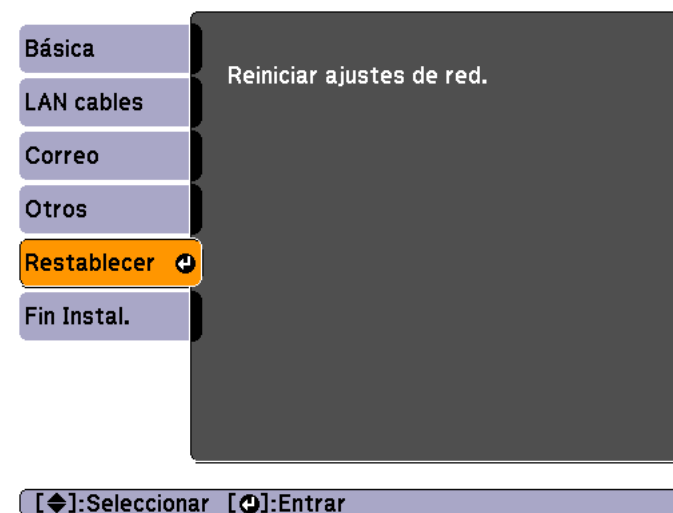 Básica
LAN cables
Correo
Otros
Restablecer
Fin Instal.
Reiniciar ajustes de red.
[◆]:Seleccionar [↵]:Entrar